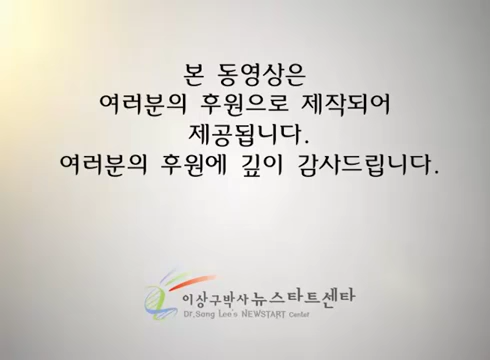 본 동영상은
여러분의 후원으로 제작되어
제공됩니다.
여러분의 후원에 깊이 감사드립니다.
이상구박사 뉴스타트센타
Dr.Sang Lee's NEWSTART Center